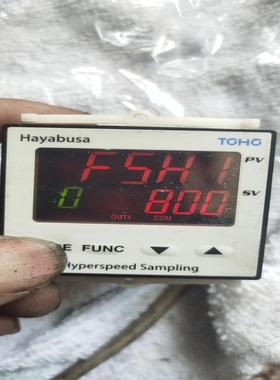 Hayabusa TOHO
FSH1 PV
0 800 SV
OUT4 COM
FUNC
Hyperspeed Sampling